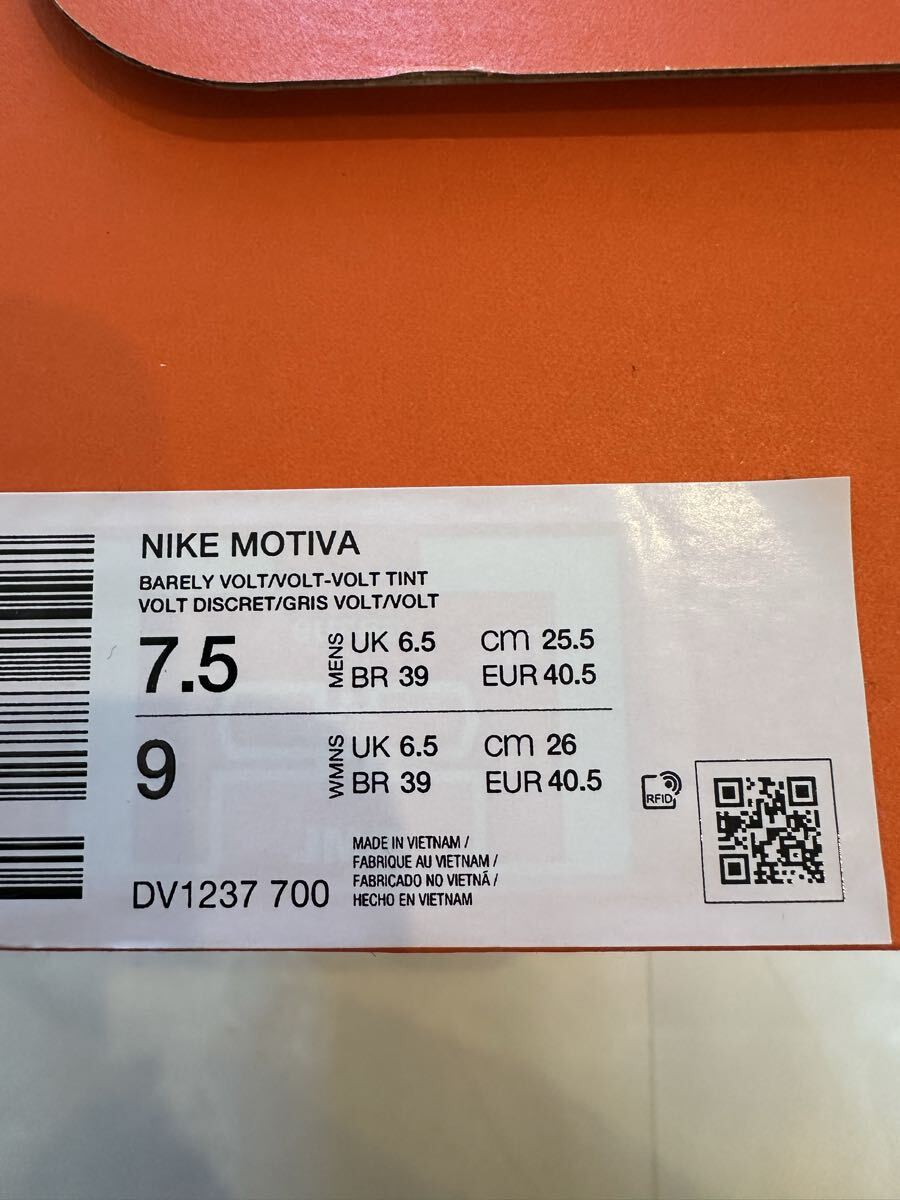 NIKE MOTIVA
BARELY VOLT/VOLT-VOLT TINT
VOLT DISCRET/GRIS VOLT/VOLT
7.5 MENS UK 6.5 cm 25.5
BR 39 EUR 40.5
9 WMNS UK 6.5 cm 26
BR 39 EUR 40.5
RFID
MADE IN VIETNAM /
FABRIQUE AU VIETNAM /
FABRICADO NO VIETNÃ /
HECHO EN VIETNAM
DV1237 700